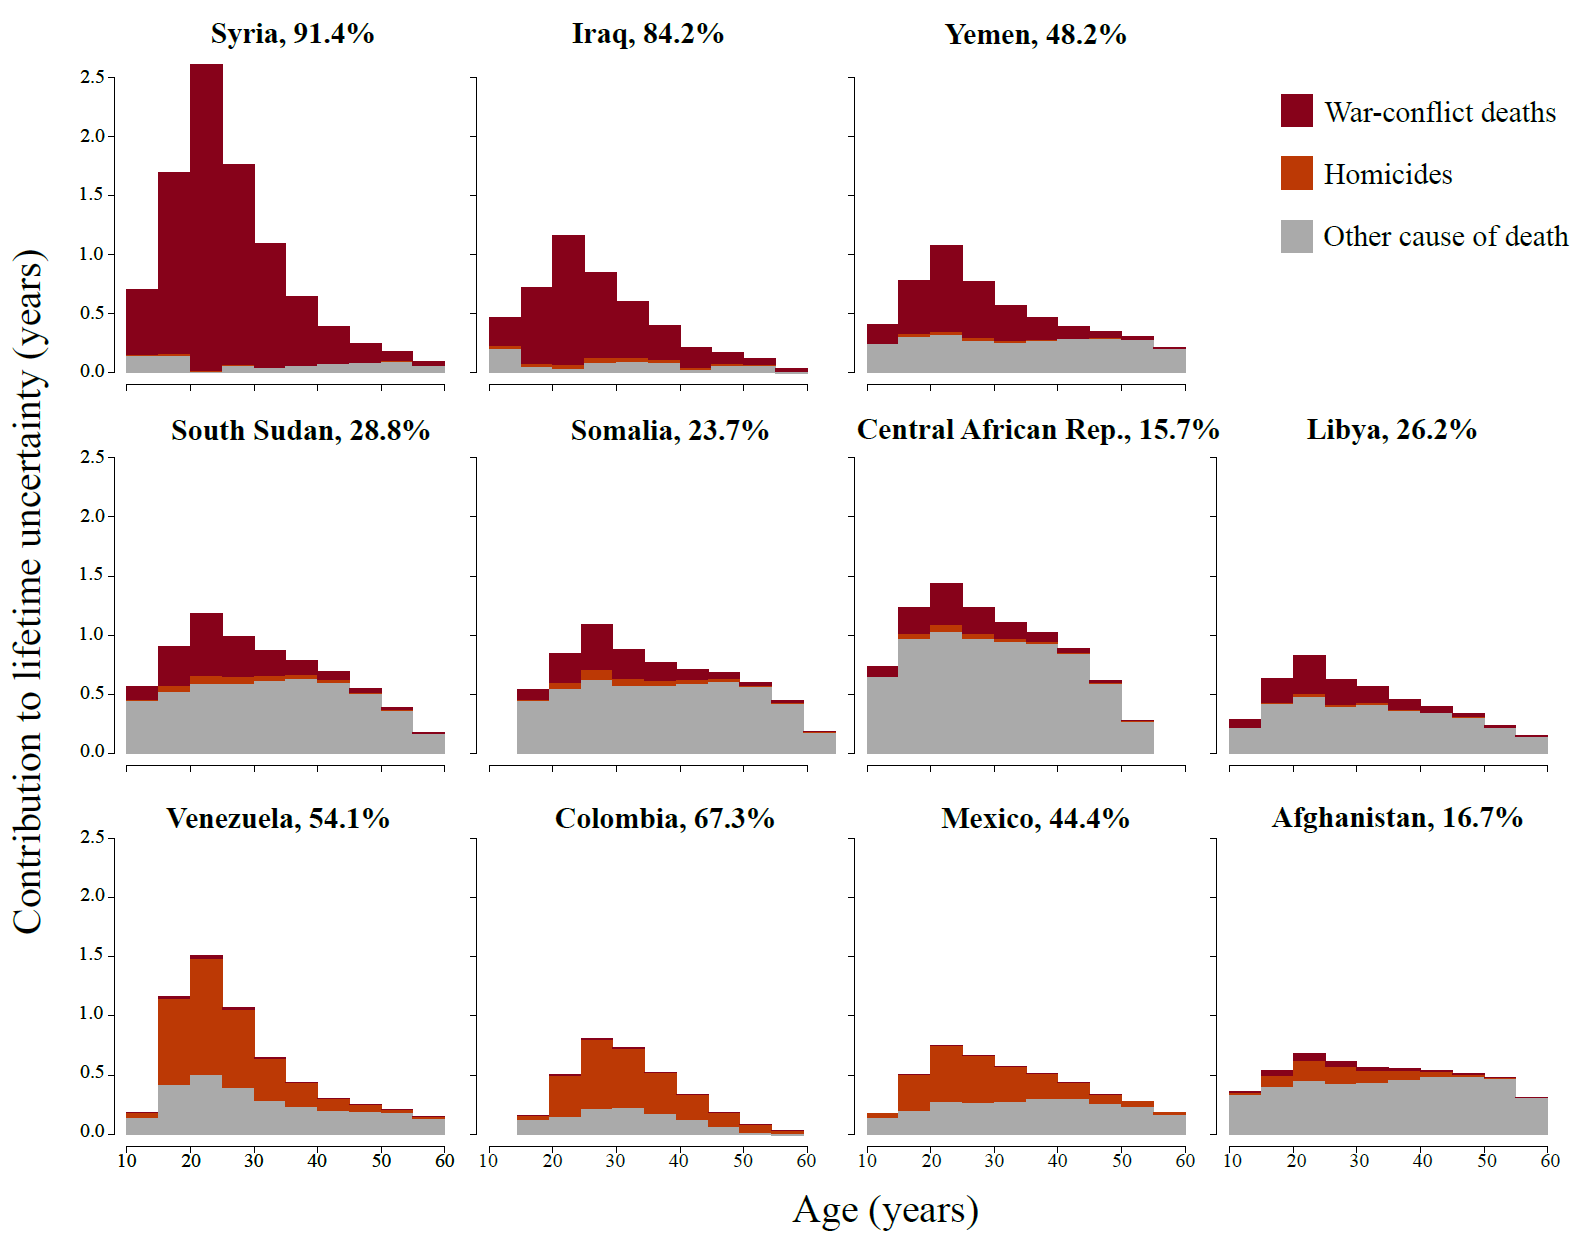 Syria, 91.4%
Iraq, 84.2%
Yemen, 48.2%
2.5
2.0
1.5
1.0
0.5
0.0
War-conflict deaths
Homicides
Other cause of death
South Sudan, 28.8%
Somalia, 23.7%
Central African Rep., 15.7%
Libya, 26.2%
2.5
2.0
1.5
1.0
0.5
0.0
Venezuela, 54.1%
Colombia, 67.3%
Mexico, 44.4%
Afghanistan, 16.7%
2.5
2.0
1.5
1.0
0.5
0.0
10 20 30 40 50 60
10 20 30 40 50 60
10 20 30 40 50 60
10 20 30 40 50 60
Contribution to lifetime uncertainty (years)
Age (years)